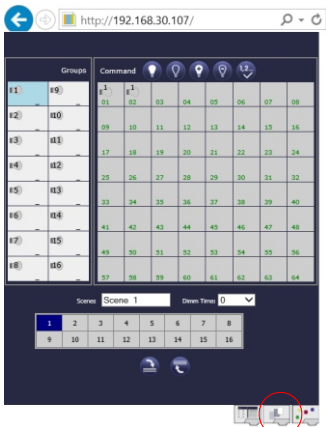 http://192.168.30.107/
Groups Command 1,2..
1 9 1 1
01 02 03 04 05 06 07 08
2 10
09 10 11 12 13 14 15 16
3 11
17 18 19 20 21 22 23 24
4 12
25 26 27 28 29 30 31 32
5 13
33 34 35 36 37 38 39 40
6 14
41 42 43 44 45 46 47 48
7 15
49 50 51 52 53 54 55 56
8 16
57 58 59 60 61 62 63 64
Scenes Scene 1 Dimm Time: 0
1 2 3 4 5 6 7 8
9 10 11 12 13 14 15 16